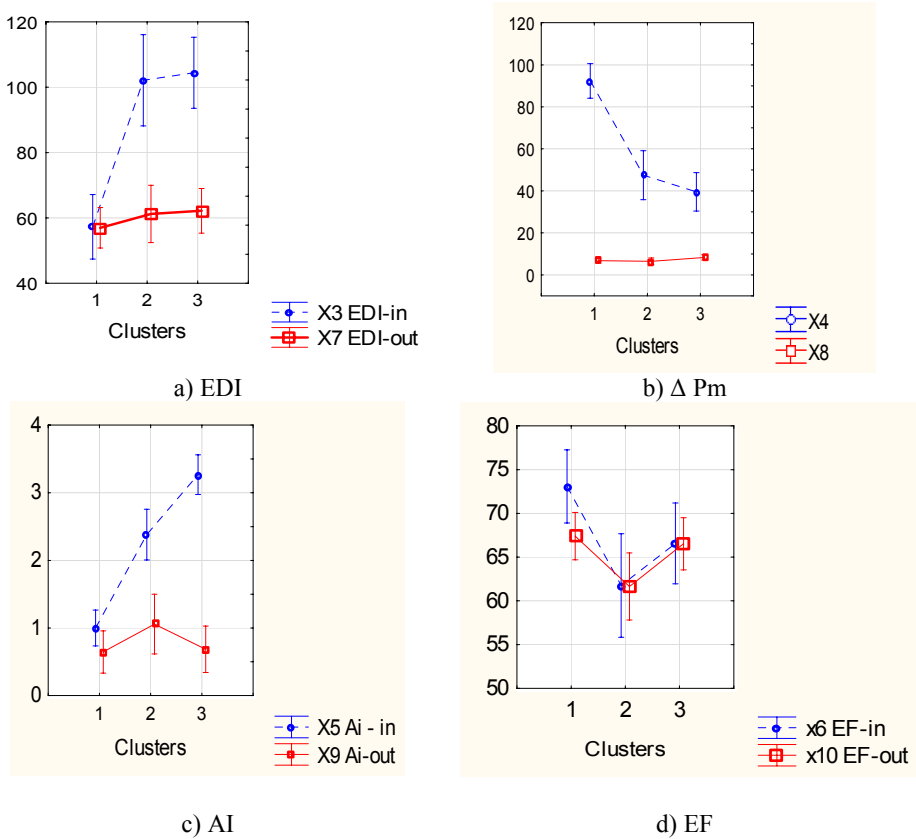 120
100
80
60
40
1 2 3
Clusters
X3 EDI-in
X7 EDI-out
a) EDI
120
100
80
60
40
20
0
1 2 3
Clusters
X4
X8
b) Δ Pm
4
3
2
1
0
1 2 3
Clusters
X5 Ai - in
X9 Ai-out
c) AI
80
75
70
65
60
55
50
1 2 3
Clusters
x6 EF-in
x10 EF-out
d) EF